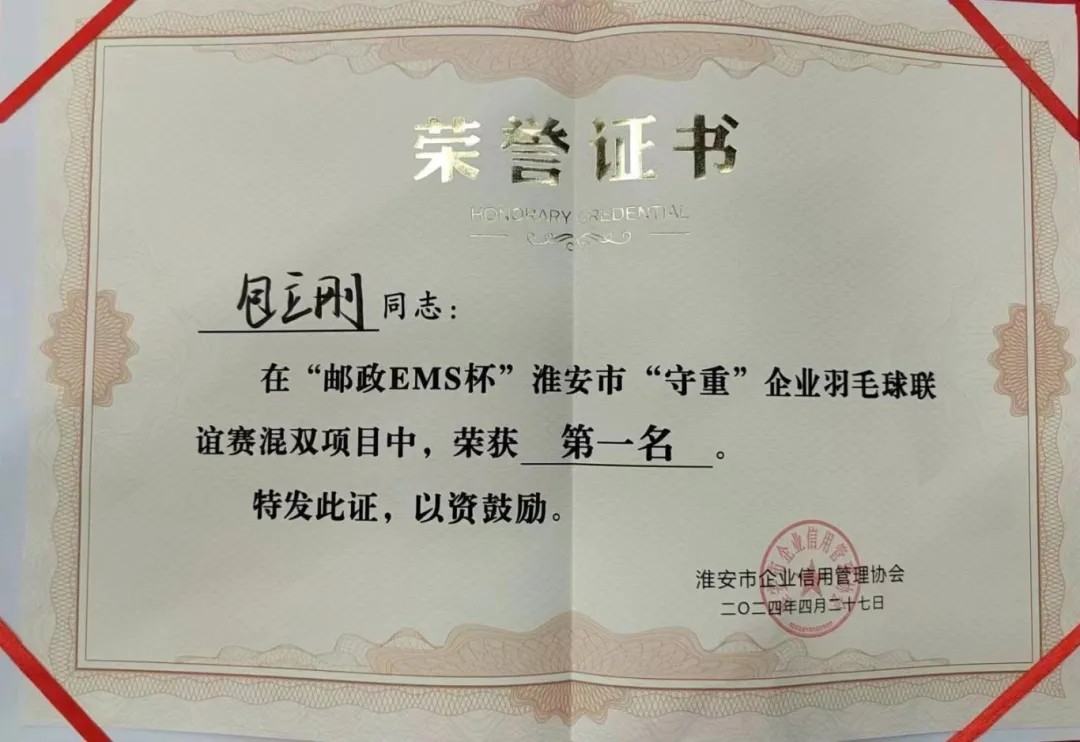 荣誉证书
HONORARY CREDENTIAL
立刚同志：
在“邮政EMS杯”淮安市“守重”企业羽毛球联
谊赛混双项目中，荣获 第一名 。
特发此证，以资鼓励。
淮安市企业信用管理协会
二〇二四年四月二十七日